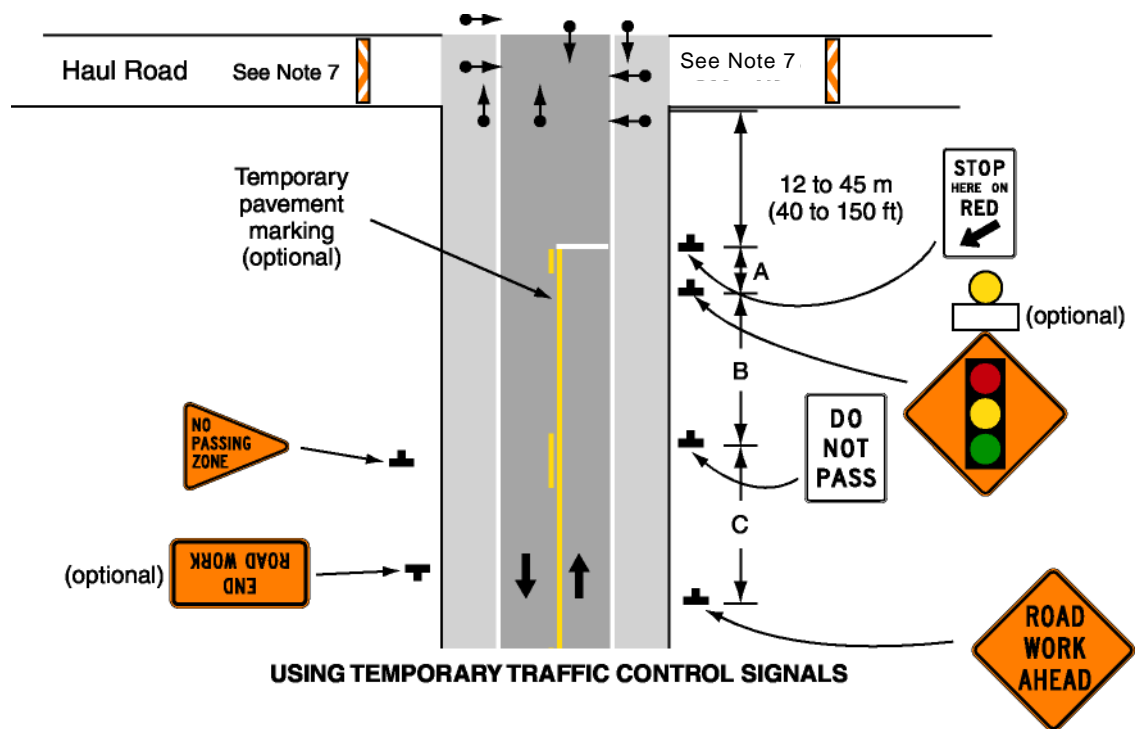 Haul Road
See Note 7
See Note 7
Temporary
pavement
marking
(optional)
12 to 45 m
(40 to 150 ft)
STOP
HERE ON
RED
A
(optional)
B
DO
NOT
PASS
NO
PASSING
ZONE
C
(optional)
END
ROAD WORK
ROAD
WORK
AHEAD
USING TEMPORARY TRAFFIC CONTROL SIGNALS